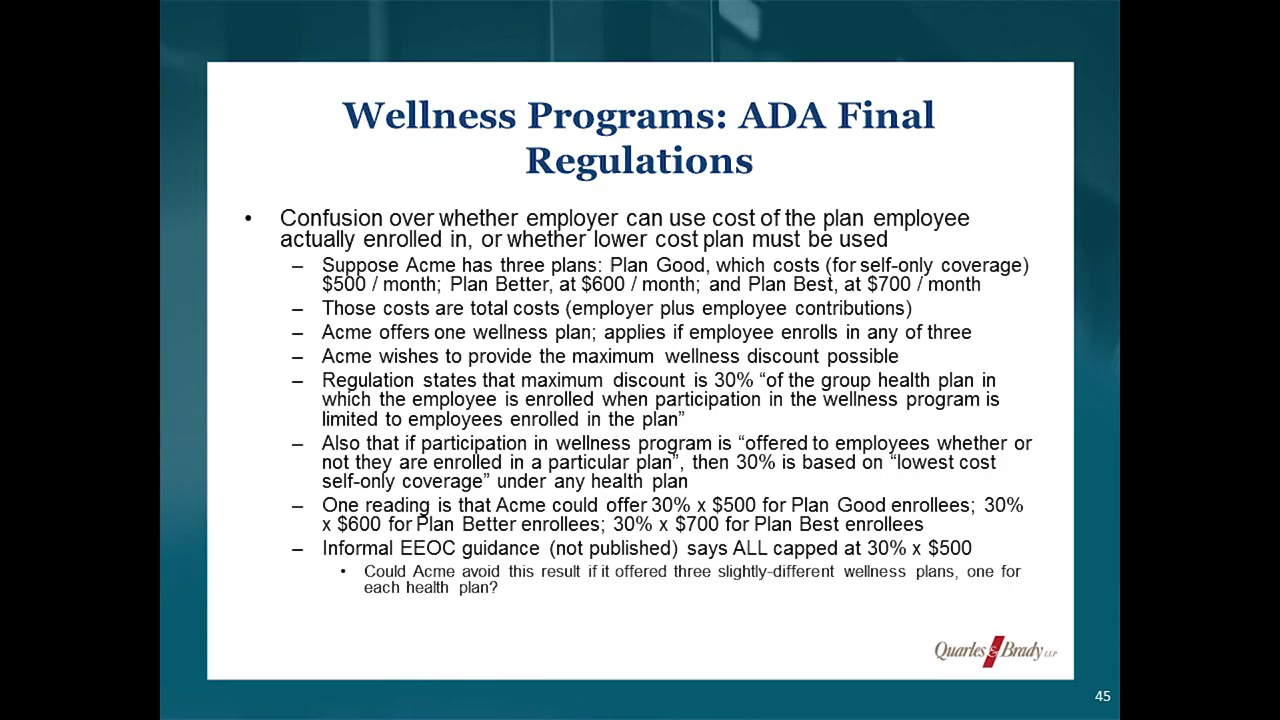 Wellness Programs: ADA Final
Regulations
• Confusion over whether employer can use cost of the plan employee
actually enrolled in, or whether lower cost plan must be used
– Suppose Acme has three plans: Plan Good, which costs (for self-only coverage)
$500 / month; Plan Better, at $600 / month; and Plan Best, at $700 / month
– Those costs are total costs (employer plus employee contributions)
– Acme offers one wellness plan; applies if employee enrolls in any of three
– Acme wishes to provide the maximum wellness discount possible
– Regulation states that maximum discount is 30% “of the group health plan in
which the employee is enrolled when participation in the wellness program is
limited to employees enrolled in the plan”
– Also that if participation in wellness program is “offered to employees whether or
not they are enrolled in a particular plan”, then 30% is based on “lowest cost
self-only coverage” under any health plan
– One reading is that Acme could offer 30% x $500 for Plan Good enrollees; 30%
x $600 for Plan Better enrollees; 30% x $700 for Plan Best enrollees
– Informal EEOC guidance (not published) says ALL capped at 30% x $500
• Could Acme avoid this result if it offered three slightly-different wellness plans, one for
each health plan?
Quarles & Brady LLP
45